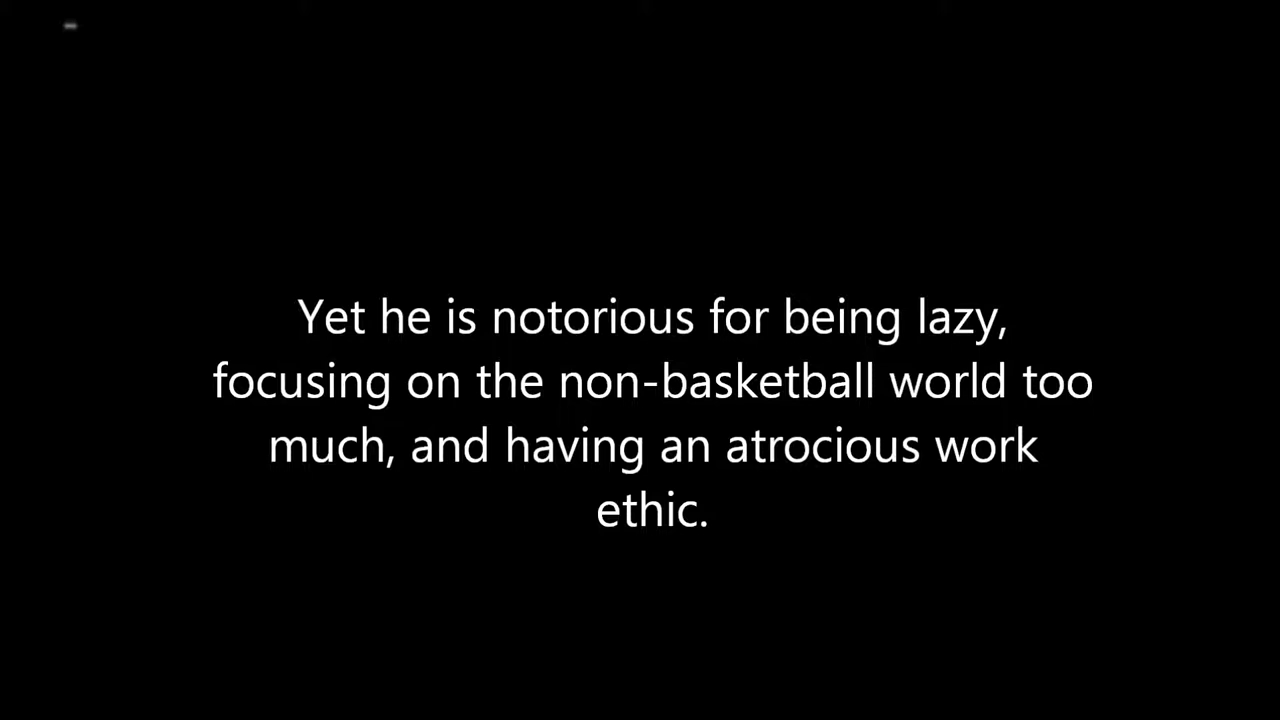 Yet he is notorious for being lazy,
focusing on the non-basketball world too
much, and having an atrocious work
ethic.